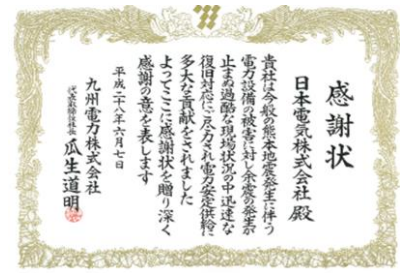 感謝状
日本電気株式会社 殿
貴社は今般の熊本地震発生に伴う
電力設備の被害に対し余震の発生が
止まぬ過酷な現場状況の中迅速な
復旧対応にご尽力され電力安定供給に
多大な貢献をされました
よってここに感謝状を贈り深く
感謝の意を表します
平成二十八年六月七日
九州電力株式会社
代表取締役社長 瓜生道明